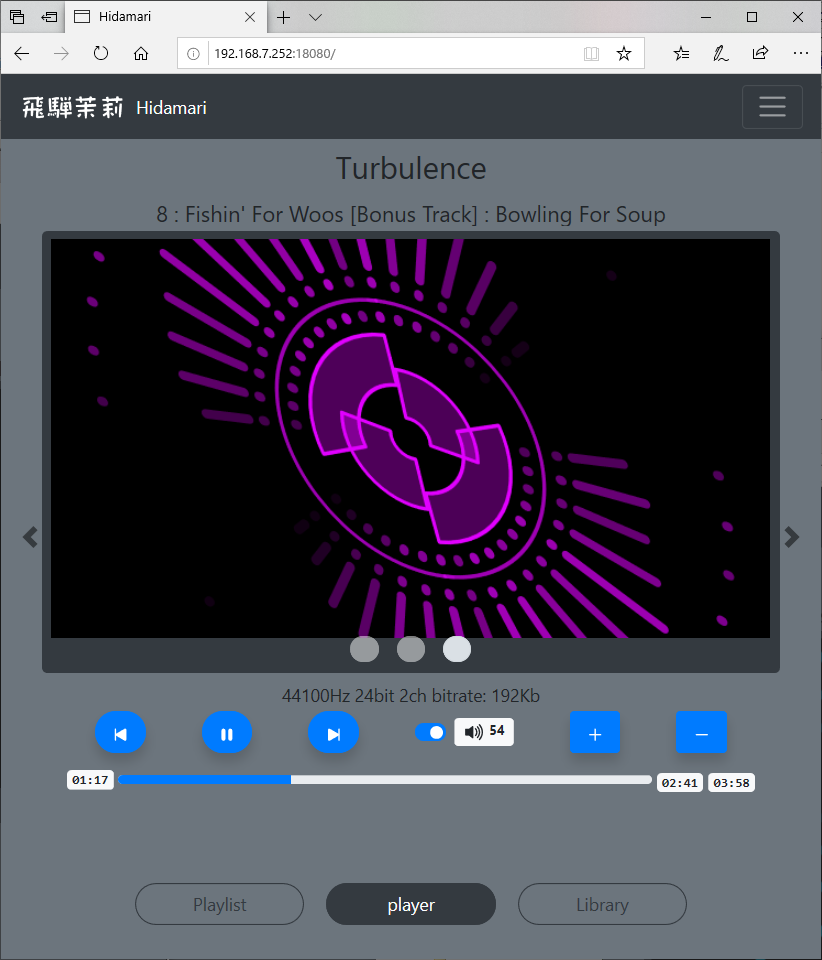 Hidamari
192.168.7.252:18080/
飛騨茉莉 Hidamari
Turbulence
8 : Fishin' For Woos [Bonus Track] : Bowling For Soup
44100Hz 24bit 2ch bitrate: 192Kb
54
01:17 02:41 03:58
Playlist player Library